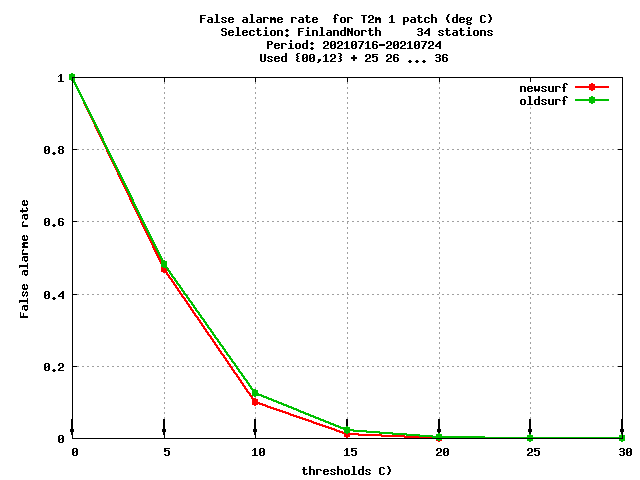 False alarme rate  for T2m 1 patch (deg C)
Selection: FinlandNorth     34 stations
Period: 20210716-20210724
Used {00,12} + 25 26 ... 36
newsurf
oldsurf
1
0.8
0.6
0.4
0.2
0
False alarme rate
0 5 10 15 20 25 30
thresholds C)